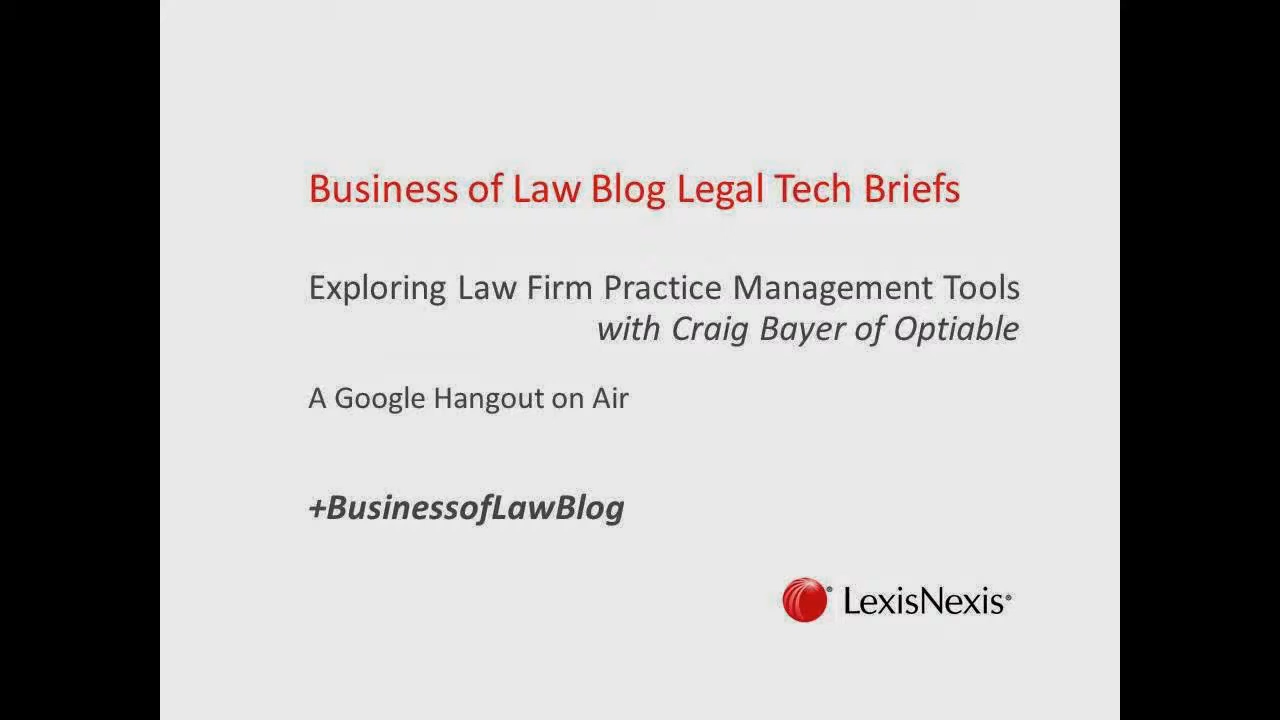 Business of Law Blog Legal Tech Briefs
Exploring Law Firm Practice Management Tools
with Craig Bayer of Optiable
A Google Hangout on Air
+BusinessofLawBlog
LexisNexis®